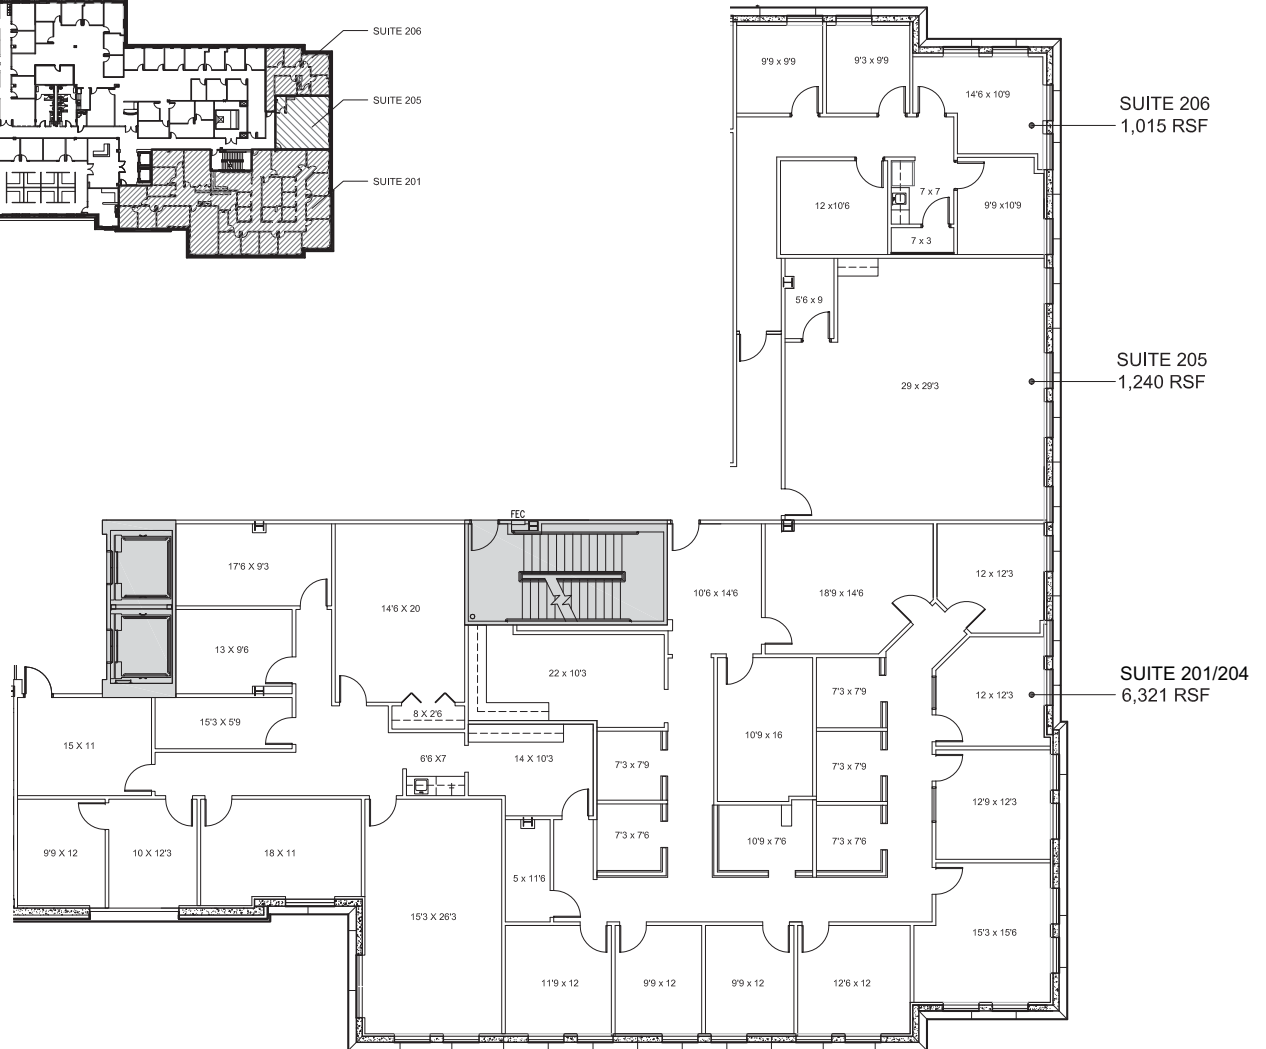 SUITE 206
SUITE 205
SUITE 201
9'9 x 9'9
9'3 x 9'9
14'6 x 10'9
SUITE 206
1,015 RSF
12 x10'6
7 x 7
9'9 x10'9
7 x 3
5'6 x 9
29 x 29'3
SUITE 205
1,240 RSF
FEC
17'6 X 9'3
14'6 X 20
10'6 x 14'6
18'9 x 14'6
12 x 12'3
13 X 9'6
22 x 10'3
7'3 x 7'9
12 x 12'3
SUITE 201/204
6,321 RSF
8 X 2'6
15'3 X 5'9
15 X 11
6'6 X7
14 X 10'3
10'9 x 16
7'3 x 7'9
7'3 x 7'9
12'9 x 12'3
7'3 x 7'6
10'9 x 7'6
7'3 x 7'6
9'9 X 12
10 X 12'3
18 X 11
5 x 11'6
15'3 X 26'3
15'3 x 15'6
11'9 x 12
9'9 x 12
9'9 x 12
12'6 x 12